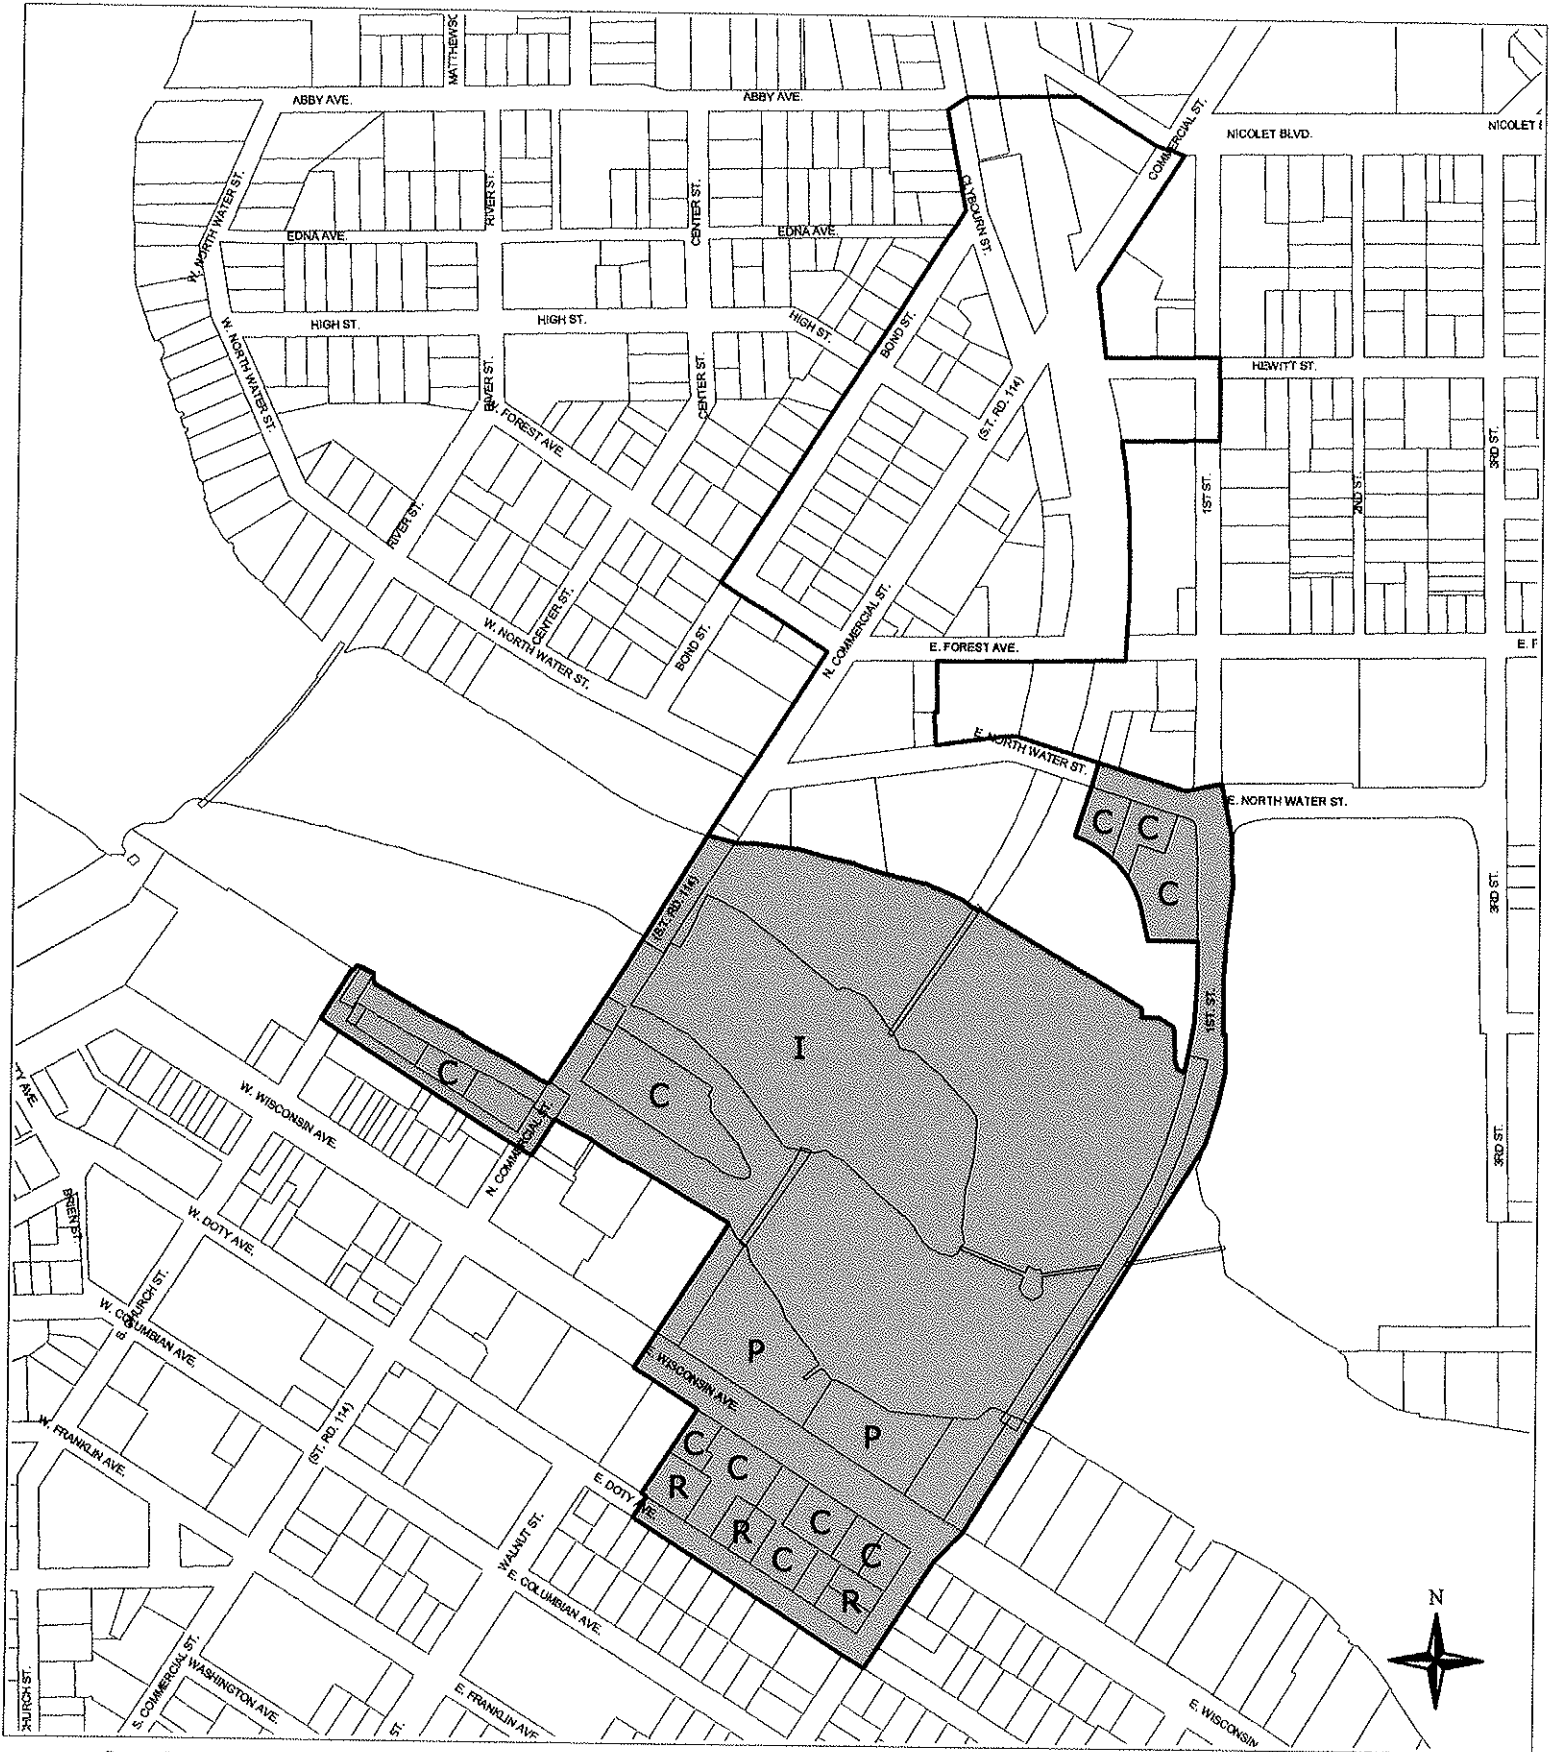 MATTHEWS
ABBY AVE.
ABBY AVE.
COMMERCIAL ST.
NICOLET BLVD.
NICOLET
W. NORTH WATER ST.
RIVER ST.
CENTER ST.
CLYBOURN ST.
EDNA AVE.
EDNA AVE.
W. NORTH WATER ST.
HIGH ST.
HIGH ST.
HIGH ST.
BOND ST.
HEWITT ST.
RIVER ST.
CENTER ST.
(S.T. RD. 114)
W. FOREST AVE.
3RD ST.
1ST ST.
2ND ST.
RIVER ST.
W. NORTH WATER ST.
CENTER ST.
BOND ST.
N. COMMERCIAL ST.
E. FOREST AVE.
E. F
E. NORTH WATER ST.
E. NORTH WATER ST.
C
C
C
3RD ST.
(S.T. RD. 114)
1ST ST.
I
C
C
TY AVE.
W. WISCONSIN AVE.
N. COMMERCIAL ST.
3RD ST.
BRIEN ST.
W. DOTY AVE.
S. CHURCH ST.
W. COLUMBIAN AVE.
P
E. WISCONSIN AVE.
P
(ST. RD. 114)
W. FRANKLIN AVE.
C
C
R
E. DOTY AVE.
C
R
C
C
R
WALNUT ST.
E. COLUMBIAN AVE.
N
S. COMMERCIAL ST.
WASHINGTON AVE.
E. FRANKLIN AVE
CHURCH ST.
ST.
E. WISCONSIN